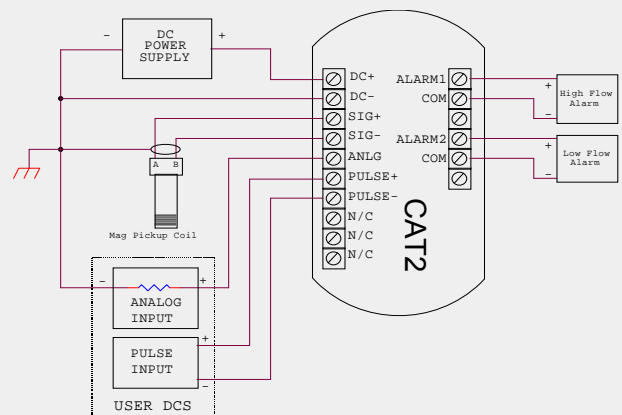 - DC POWER SUPPLY +
DC+
DC-
SIG+
SIG-
ANLG
PULSE+
PULSE-
N/C
N/C
N/C
ALARM1
COM
ALARM2
COM
CAT2
+ High Flow Alarm -
+ Low Flow Alarm -
A B
Mag Pickup Coil
- +
ANALOG INPUT
PULSE INPUT
+
-
USER DCS